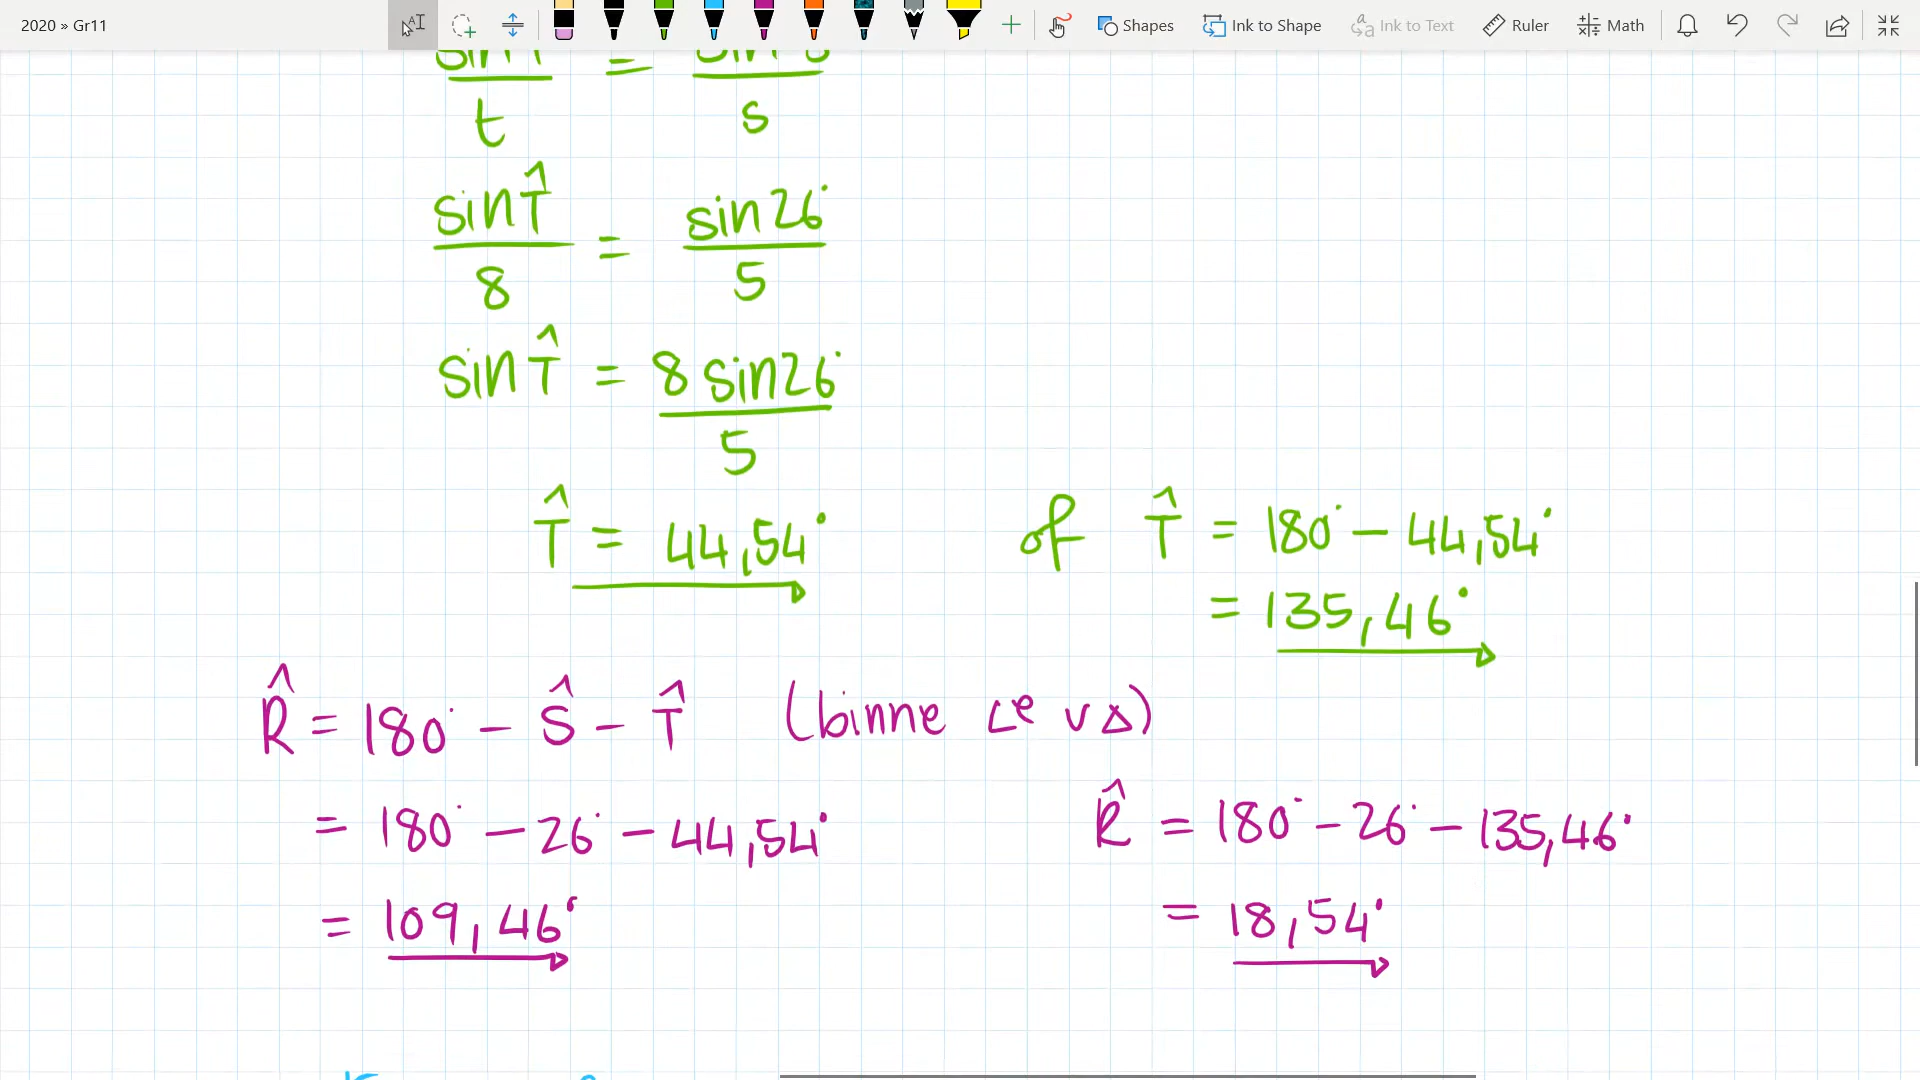 2020 » Gr11
Shapes
Ink to Shape
Ink to Text
Ruler
Math
t s
sin T̂ / 8 = sin 26° / 5
sin T̂ = 8 sin 26° / 5
T̂ = 44,54° of T̂ = 180° − 44,54°
= 135,46°
R̂ = 180° − Ŝ − T̂ (binne ∠e v Δ)
= 180° − 26° − 44,54° R̂ = 180° − 26° − 135,46°
= 109,46° = 18,54°